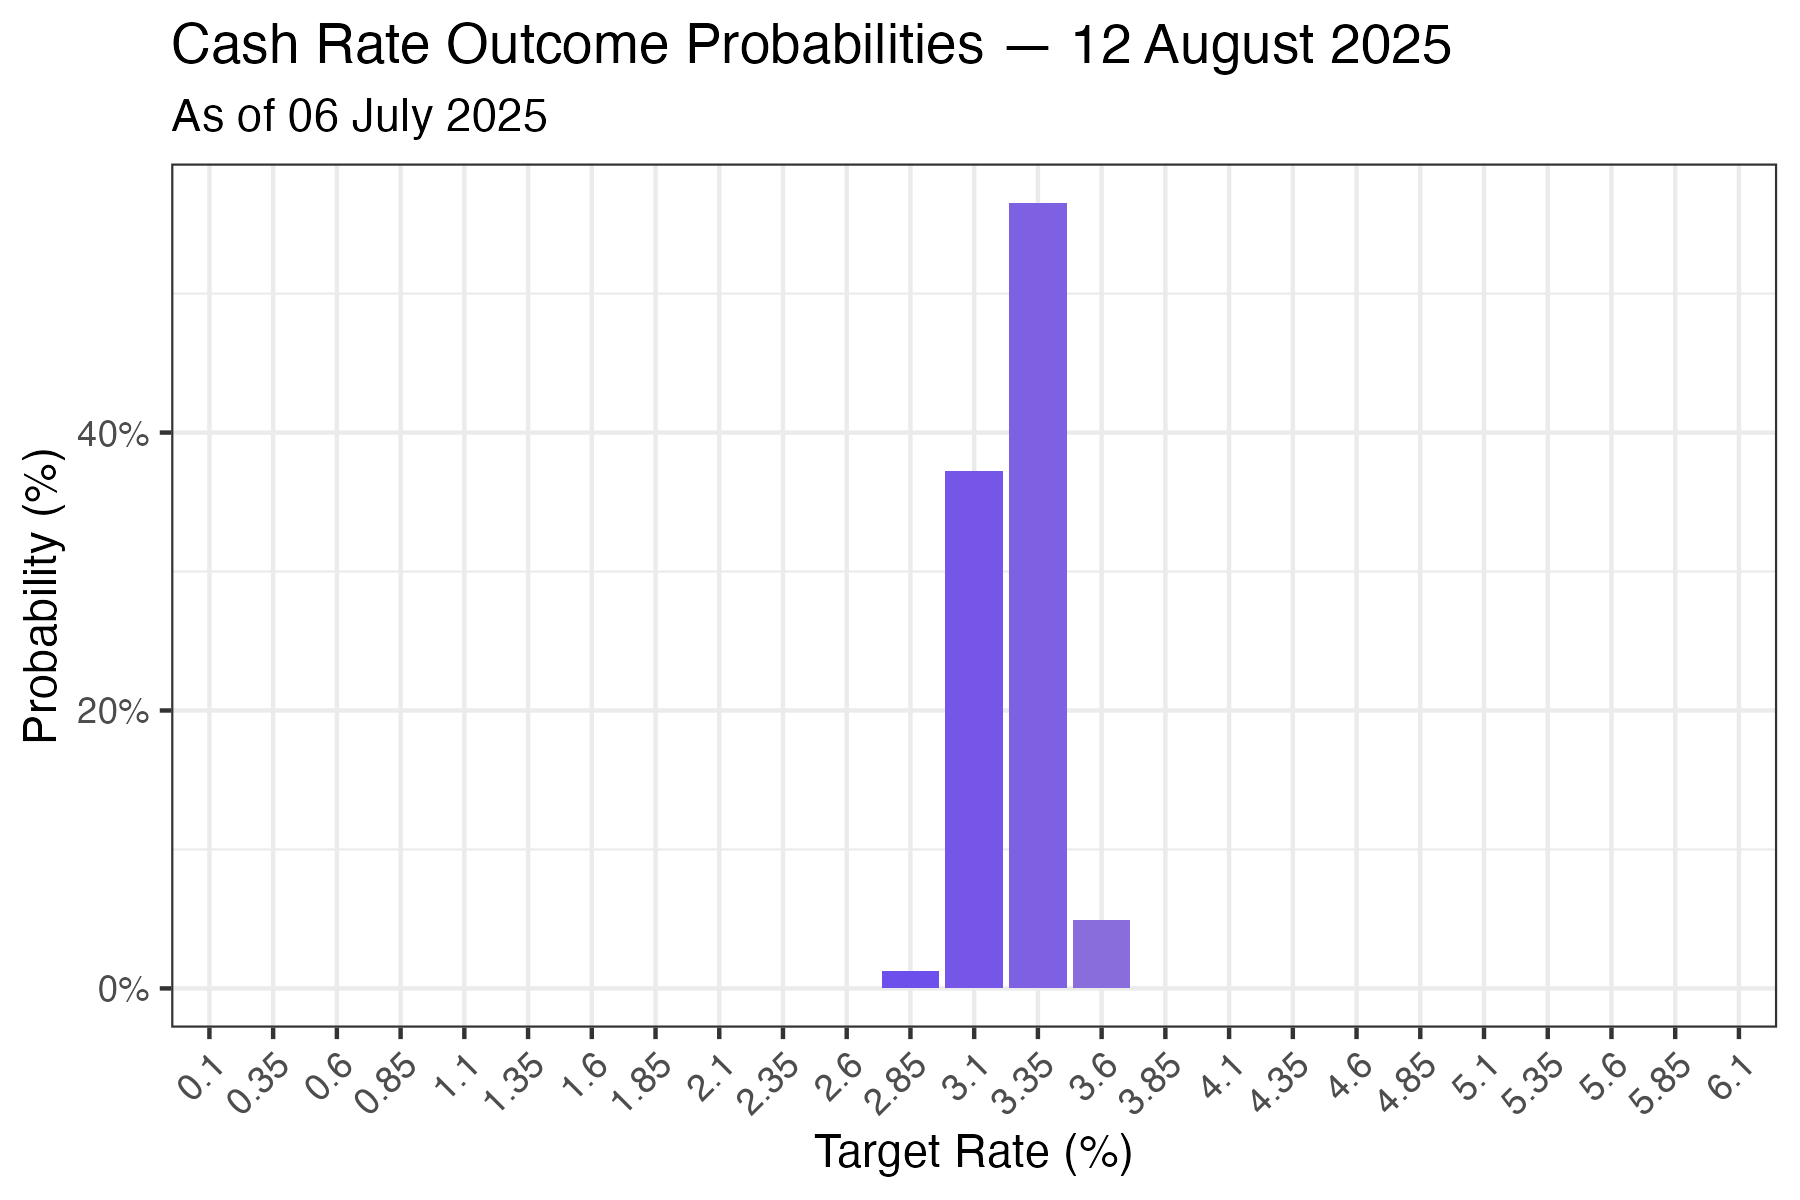 Cash Rate Outcome Probabilities — 12 August 2025
As of 06 July 2025
Probability (%)
40%
20%
0%
0.1 0.35 0.6 0.85 1.1 1.35 1.6 1.85 2.1 2.35 2.6 2.85 3.1 3.35 3.6 3.85 4.1 4.35 4.6 4.85 5.1 5.35 5.6 5.85 6.1
Target Rate (%)